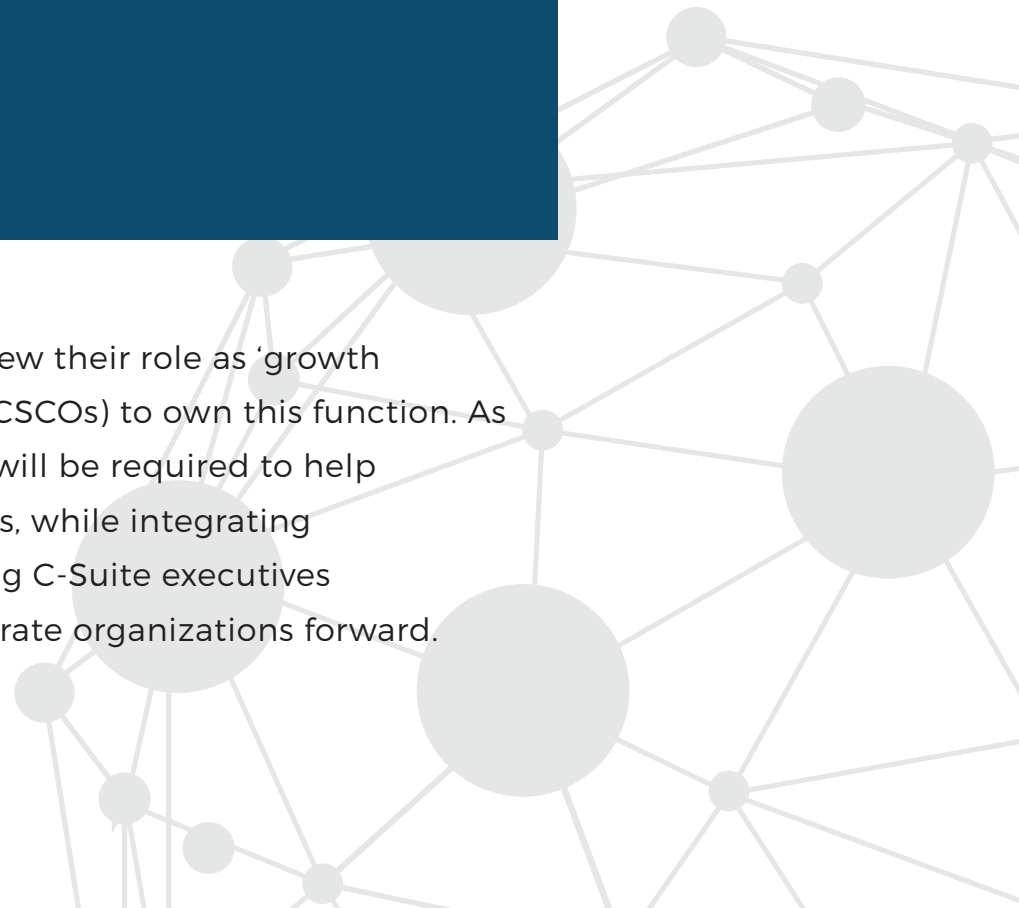 ew their role as ‘growth
CSCOs) to own this function. As
will be required to help
s, while integrating
g C-Suite executives
rate organizations forward.